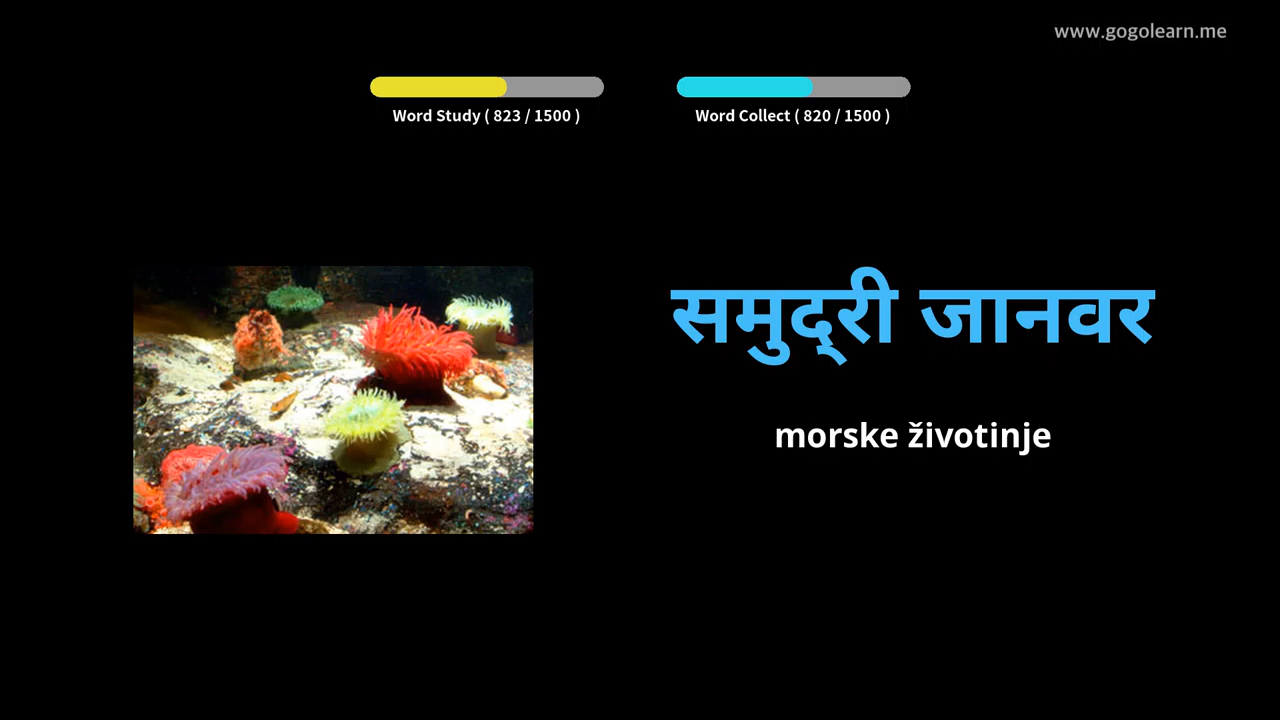 www.gogolearn.me
Word Study ( 823 / 1500 )
Word Collect ( 820 / 1500 )
समुद्री जानवर
morske životinje